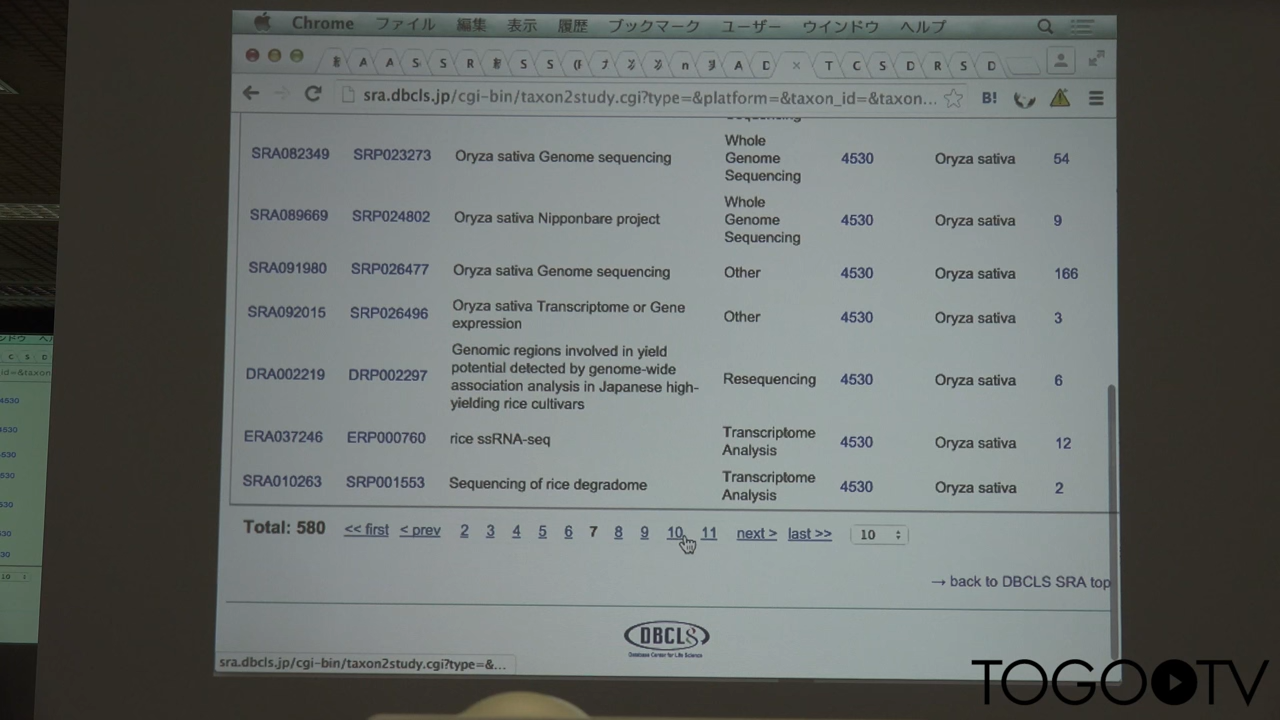 Chrome ファイル 編集 表示 履歴 ブックマーク ユーザー ウインドウ ヘルプ
A A S S R S S n A D × T C S D R S D
sra.dbcls.jp/cgi-bin/taxon2study.cgi?type=&platform=&taxon_id=&taxon... B!
Sequencing
SRA082349 SRP023273 Oryza sativa Genome sequencing Whole Genome Sequencing 4530 Oryza sativa 54
SRA089669 SRP024802 Oryza sativa Nipponbare project Whole Genome Sequencing 4530 Oryza sativa 9
SRA091980 SRP026477 Oryza sativa Genome sequencing Other 4530 Oryza sativa 166
SRA092015 SRP026496 Oryza sativa Transcriptome or Gene expression Other 4530 Oryza sativa 3
DRA002219 DRP002297 Genomic regions involved in yield potential detected by genome-wide association analysis in Japanese high-yielding rice cultivars Resequencing 4530 Oryza sativa 6
ERA037246 ERP000760 rice ssRNA-seq Transcriptome Analysis 4530 Oryza sativa 12
SRA010263 SRP001553 Sequencing of rice degradome Transcriptome Analysis 4530 Oryza sativa 2
Total: 580 << first < prev 2 3 4 5 6 7 8 9 10 11 next > last >> 10
→ back to DBCLS SRA top
DBCLS
Database Center for Life Science
sra.dbcls.jp/cgi-bin/taxon2study.cgi?type=&...
TOGOTV